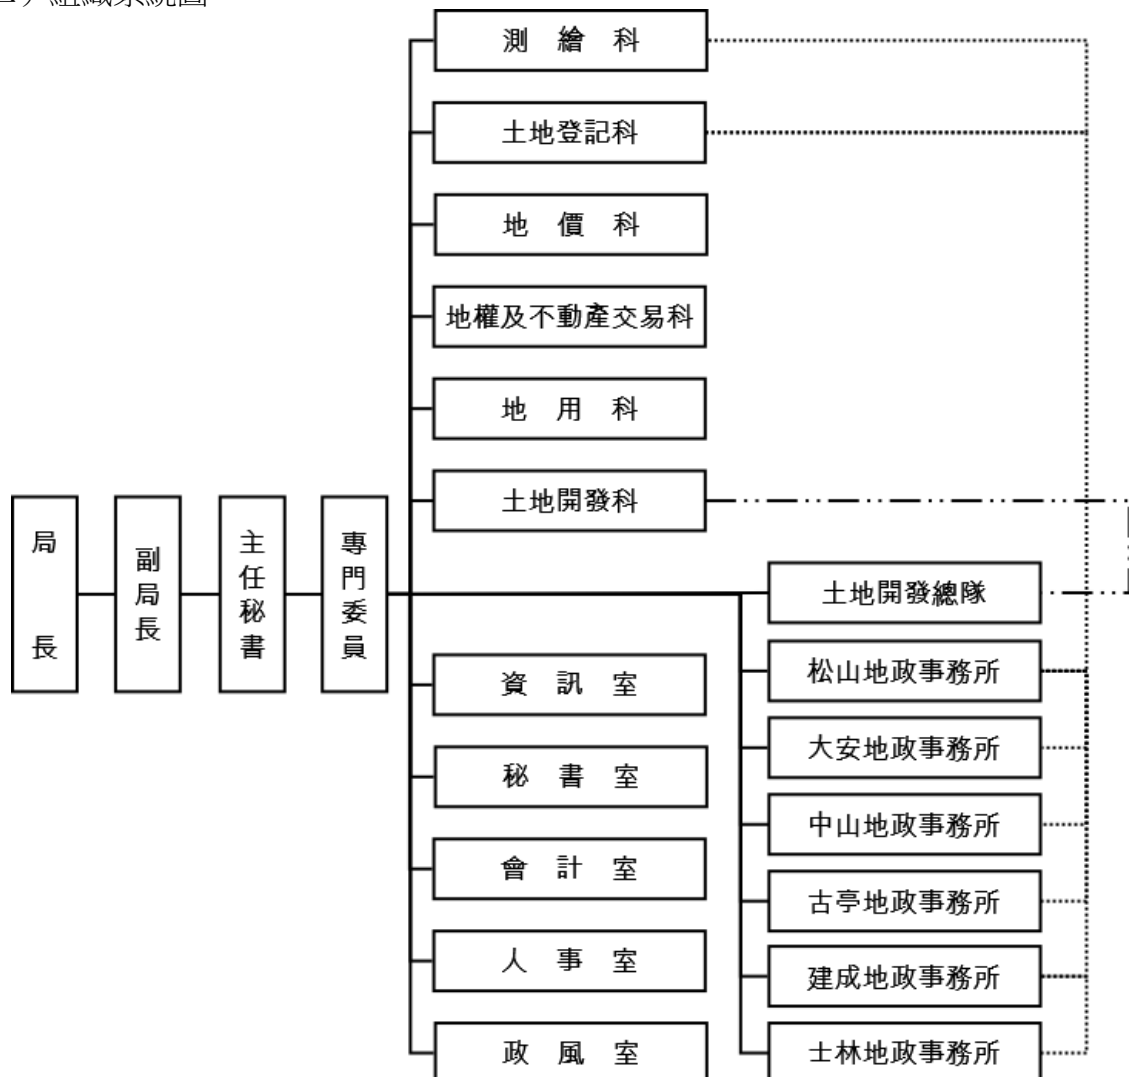 組織系統圖
測繪科
土地登記科
地價科
地權及不動產交易科
地用科
土地開發科
局長
副局長
主任秘書
專門委員
土地開發總隊
松山地政事務所
大安地政事務所
中山地政事務所
古亭地政事務所
建成地政事務所
士林地政事務所
資訊室
秘書室
會計室
人事室
政風室